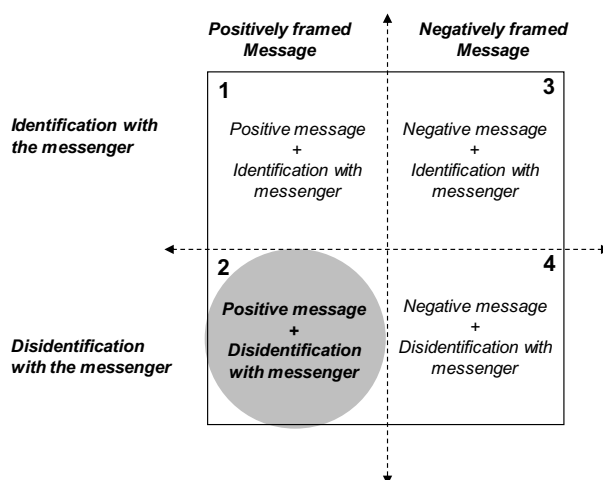 Positively framed
Message
Negatively framed
Message
1
3
Identification with
the messenger
Positive message
+
Identification with
messenger
Negative message
+
Identification with
messenger
2
4
Disidentification
with the messenger
Positive message
+
Disidentification
with messenger
Negative message
+
Disidentification with
messenger